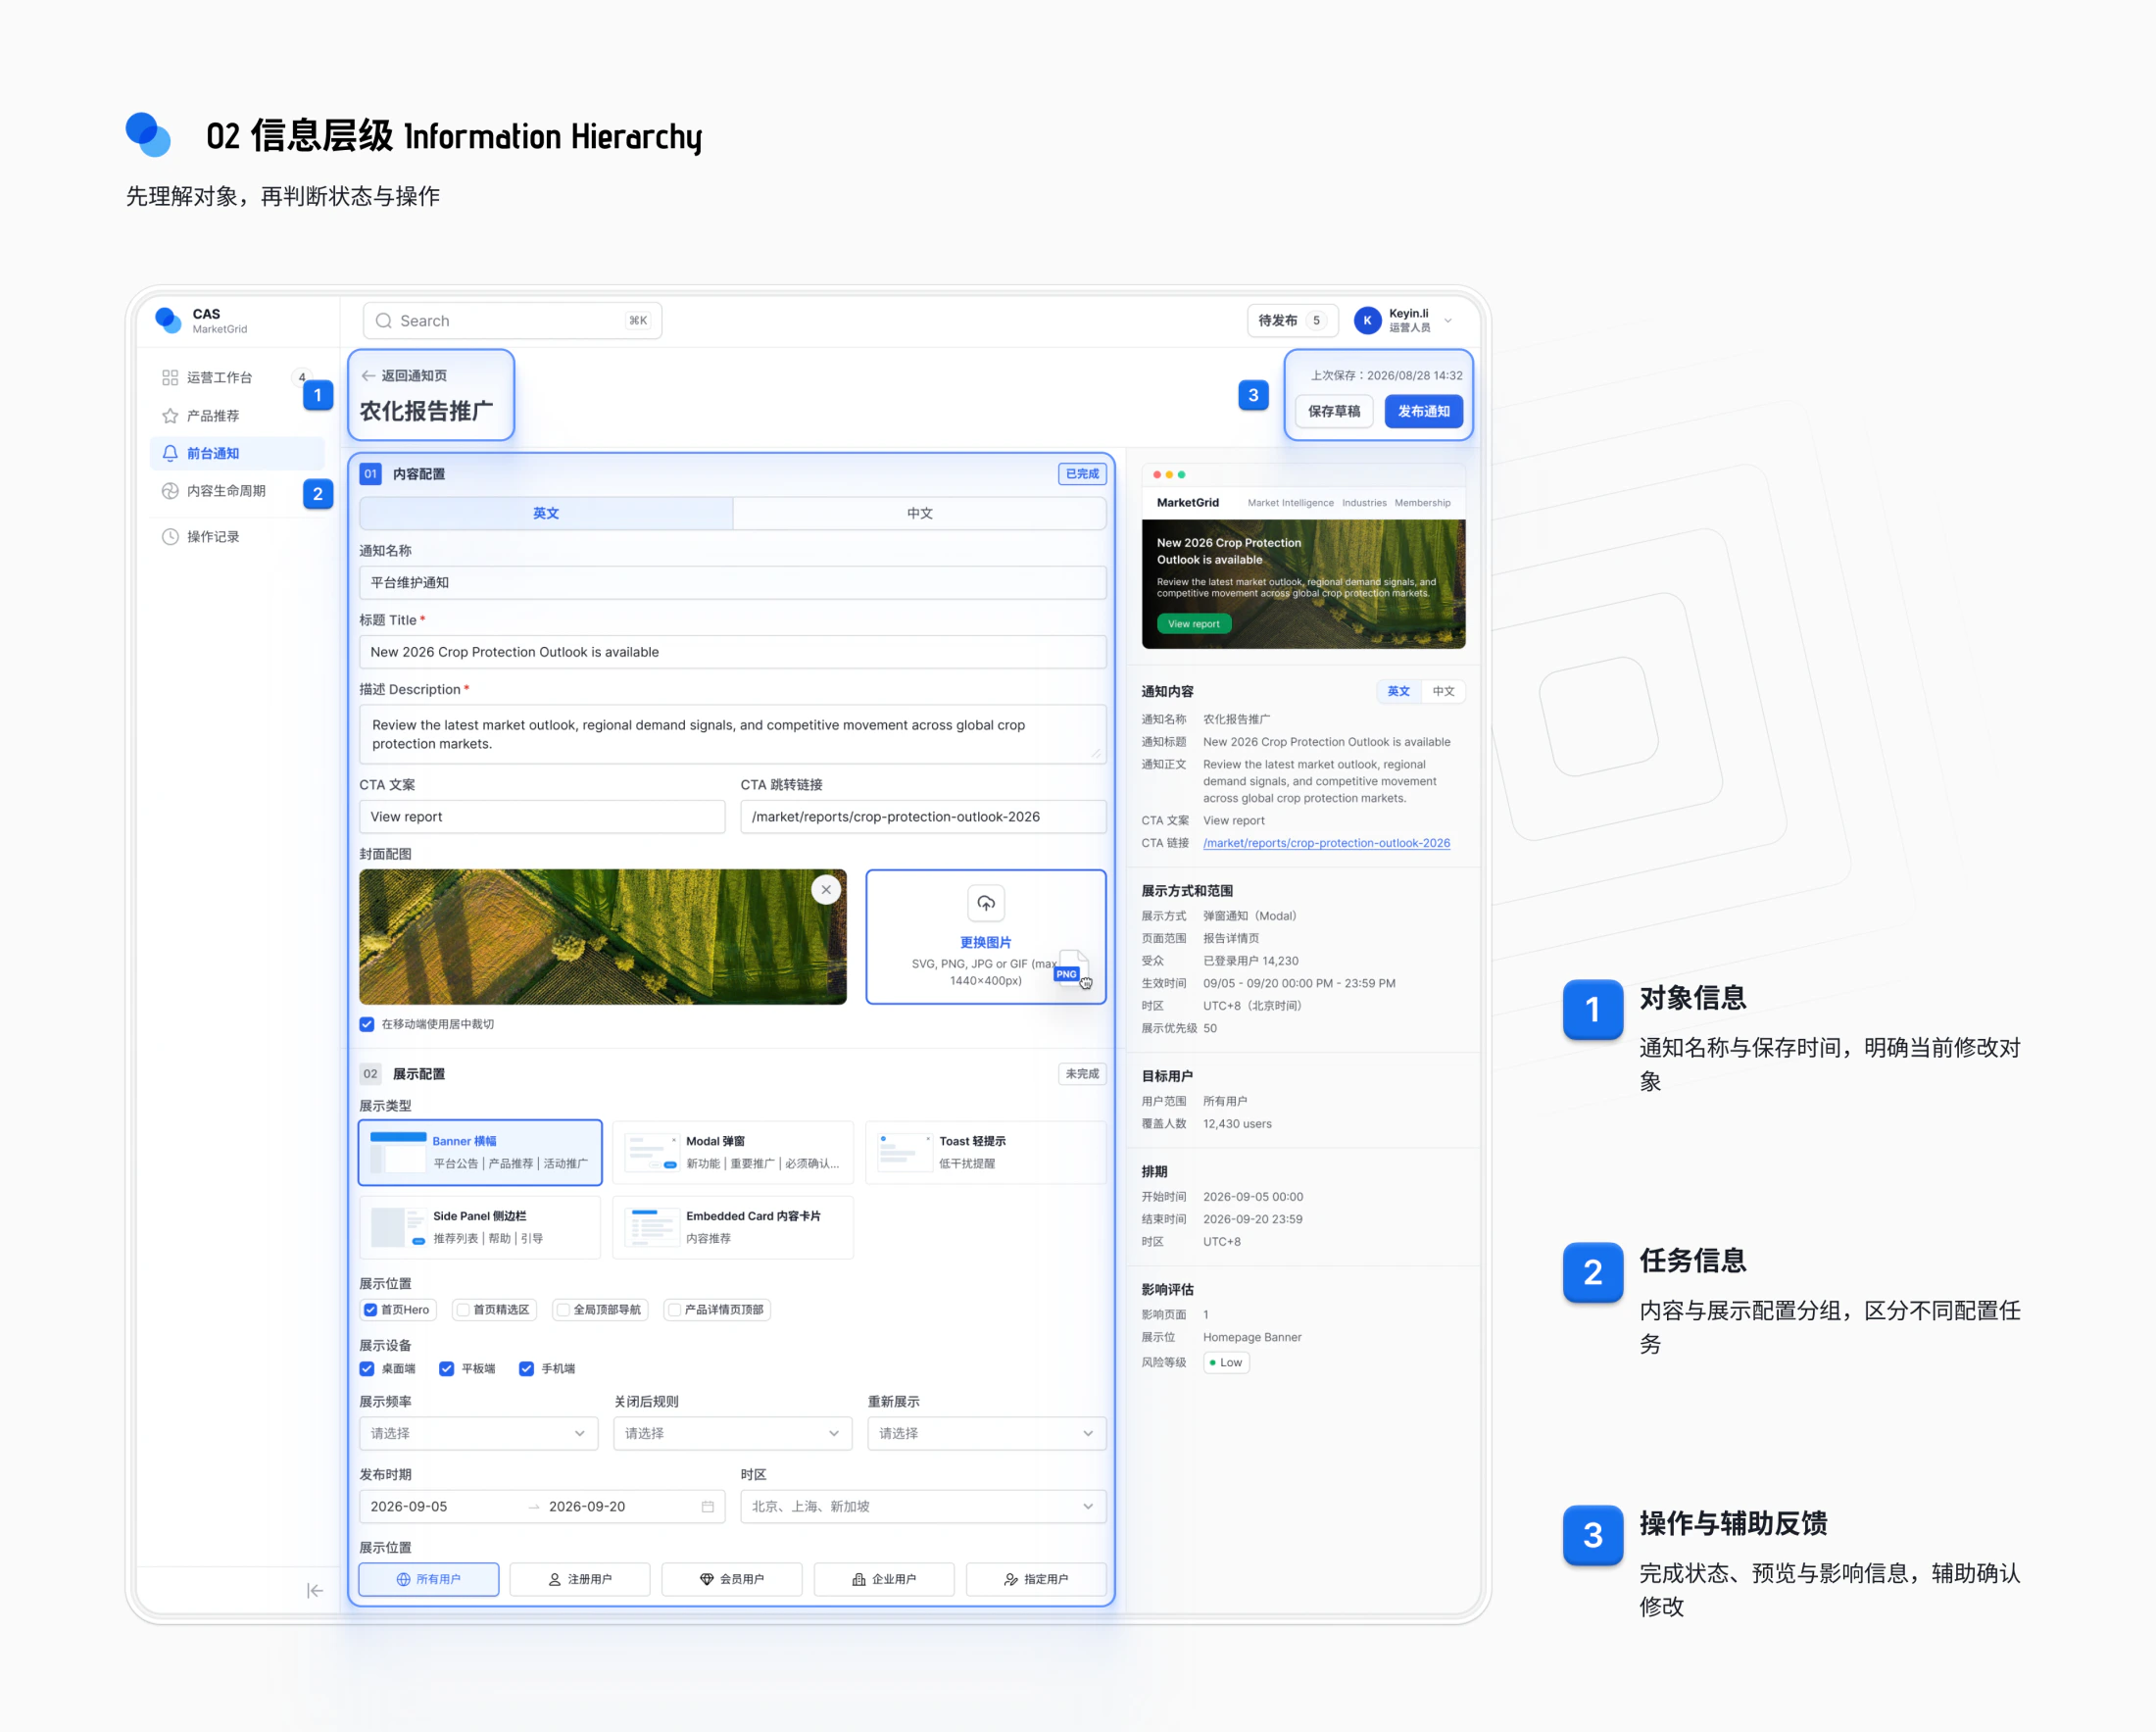 02 信息层级 Information Hierarchy
先理解对象，再判断状态与操作
CAS
MarketGrid
Search
⌘K
待发布 5
K
Keyin.li
运营人员
运营工作台 4
产品推荐
前台通知
内容生命周期
操作记录
1
2
返回通知页
农化报告推广
3
上次保存：2026/08/28 14:32
保存草稿
发布通知
01 内容配置 已完成
英文 中文
通知名称
平台维护通知
标题 Title *
New 2026 Crop Protection Outlook is available
描述 Description *
Review the latest market outlook, regional demand signals, and competitive movement across global crop
protection markets.
CTA 文案 CTA 跳转链接
View report /market/reports/crop-protection-outlook-2026
封面配图
更换图片
SVG, PNG, JPG or GIF (max
1440×400px)
PNG
在移动端使用居中裁切
02 展示配置 未完成
展示类型
Banner 横幅
平台公告 | 产品推荐 | 活动推广
Modal 弹窗
新功能 | 重要推广 | 必须确认...
Toast 轻提示
低干扰提醒
Side Panel 侧边栏
推荐列表 | 帮助 | 引导
Embedded Card 内容卡片
内容推荐
展示位置
首页Hero 首页精选区 全局顶部导航 产品详情页顶部
展示设备
桌面端 平板端 手机端
展示频率 关闭后规则 重新展示
请选择 请选择 请选择
发布时期 时区
2026-09-05 → 2026-09-20 北京、上海、新加坡
展示位置
所有用户 注册用户 会员用户 企业用户 指定用户
MarketGrid Market Intelligence Industries Membership
New 2026 Crop Protection
Outlook is available
Review the latest market outlook, regional demand signals, and
competitive movement across global crop protection markets.
View report
通知内容 英文 中文
通知名称 农化报告推广
通知标题 New 2026 Crop Protection Outlook is available
通知正文 Review the latest market outlook, regional
demand signals, and competitive movement
across global crop protection markets.
CTA 文案 View report
CTA 链接 /market/reports/crop-protection-outlook-2026
展示方式和范围
展示方式 弹窗通知（Modal）
页面范围 报告详情页
受众 已登录用户 14,230
生效时间 09/05 - 09/20 00:00 PM - 23:59 PM
时区 UTC+8（北京时间）
展示优先级 50
目标用户
用户范围 所有用户
覆盖人数 12,430 users
排期
开始时间 2026-09-05 00:00
结束时间 2026-09-20 23:59
时区 UTC+8
影响评估
影响页面 1
展示位 Homepage Banner
风险等级 Low
1 对象信息
通知名称与保存时间，明确当前修改对
象
2 任务信息
内容与展示配置分组，区分不同配置任
务
3 操作与辅助反馈
完成状态、预览与影响信息，辅助确认
修改